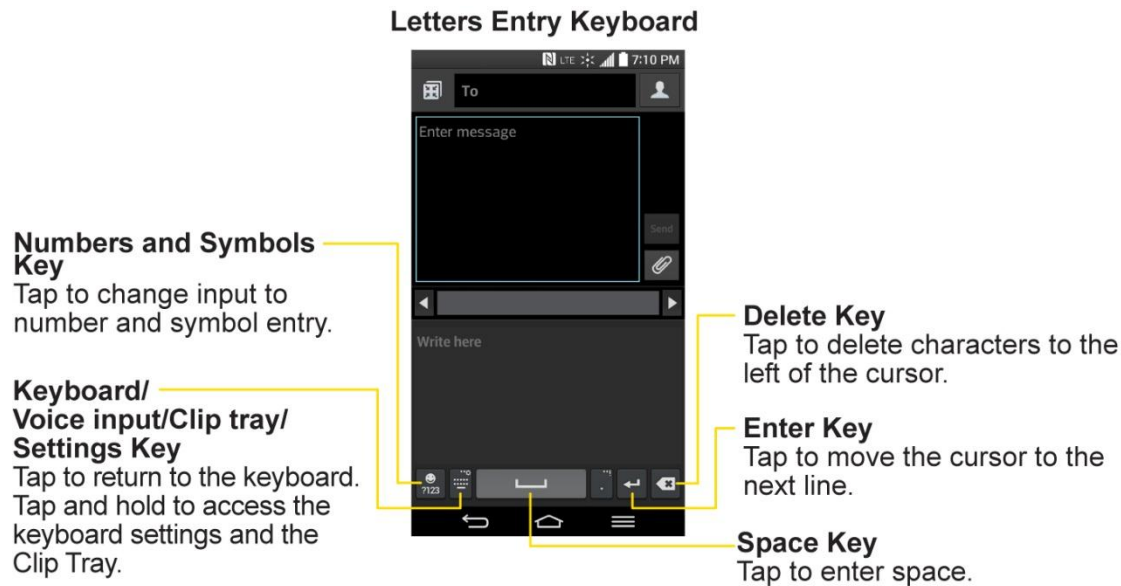 Letters Entry Keyboard
LTE 7:10 PM
To
Enter message
Send
Numbers and Symbols
Key
Tap to change input to
number and symbol entry.
Write here
Delete Key
Tap to delete characters to the
left of the cursor.
Keyboard/
Voice input/Clip tray/
Settings Key
Tap to return to the keyboard.
Tap and hold to access the
keyboard settings and the
Clip Tray.
Enter Key
Tap to move the cursor to the
next line.
?123
.
Space Key
Tap to enter space.